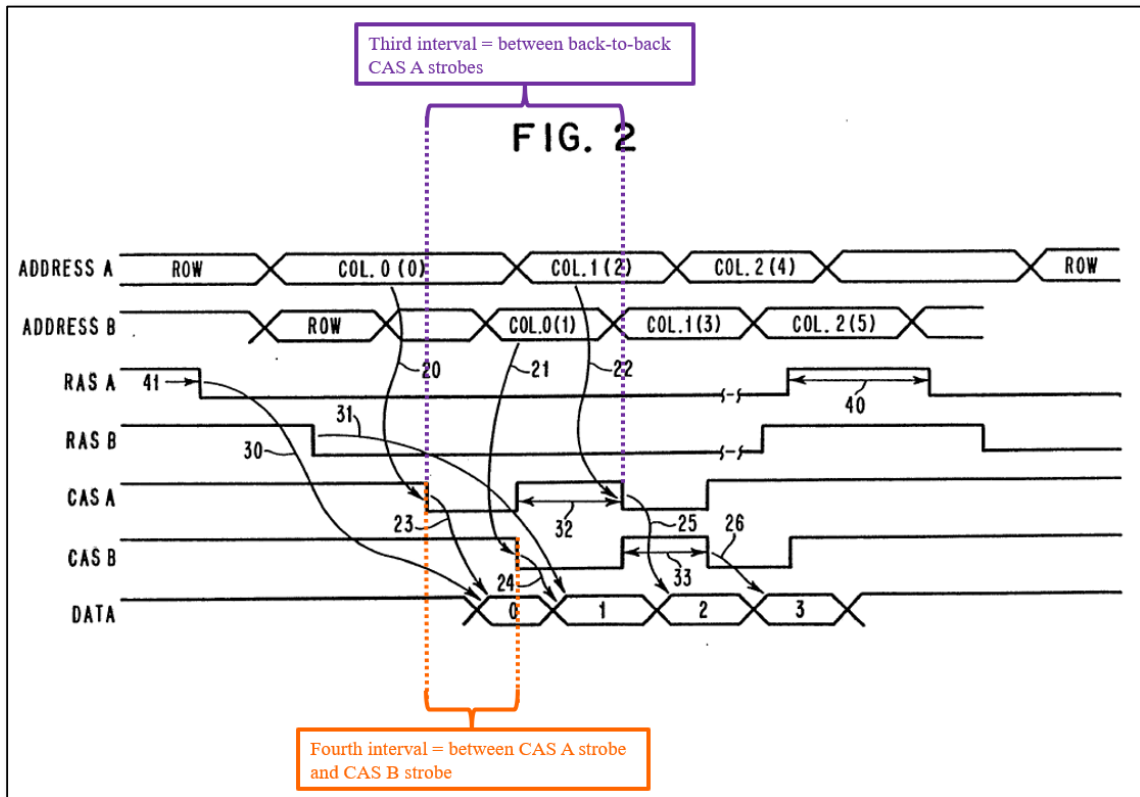 Third interval = between back-to-back
CAS A strobes
FIG. 2
ADDRESS A ROW COL. 0 (0) COL. 1 (2) COL. 2 (4) ROW
ADDRESS B ROW COL.0(1) COL.1(3) COL. 2(5)
20 21 22
RAS A 41 40
RAS B 30 31
CAS A 23 32 25 26
CAS B 24 33
DATA 0 1 2 3
Fourth interval = between CAS A strobe
and CAS B strobe